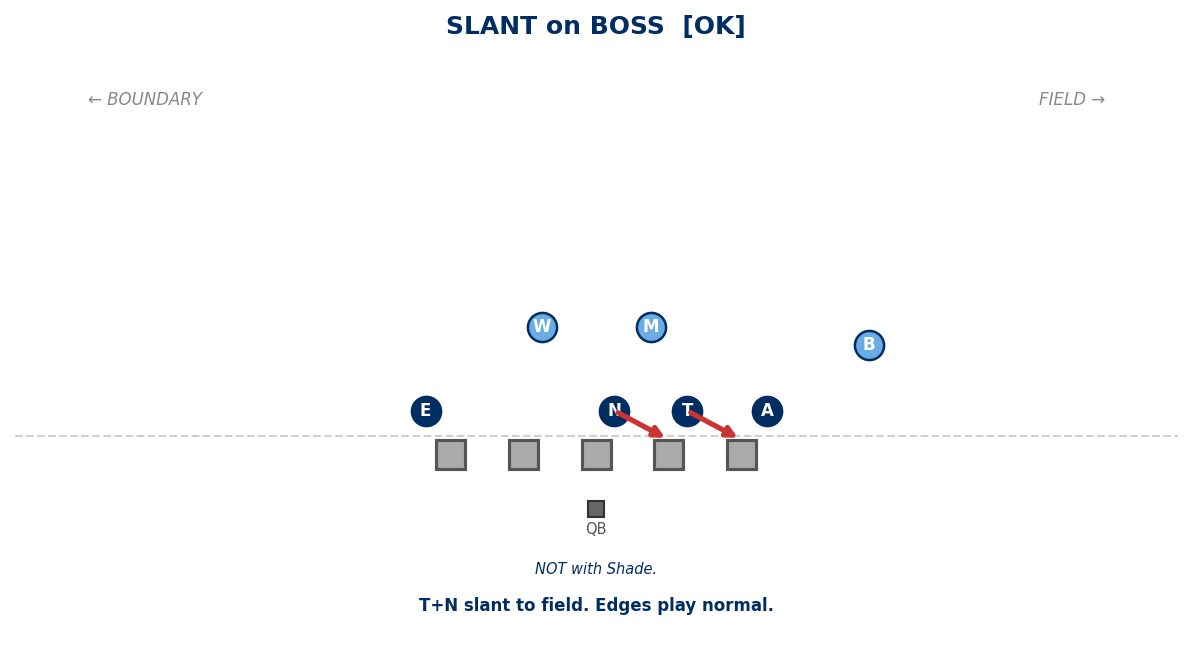 SLANT on BOSS [OK]
← BOUNDARY
FIELD →
W
M
B
E
N
T
A
QB
NOT with Shade.
T+N slant to field. Edges play normal.